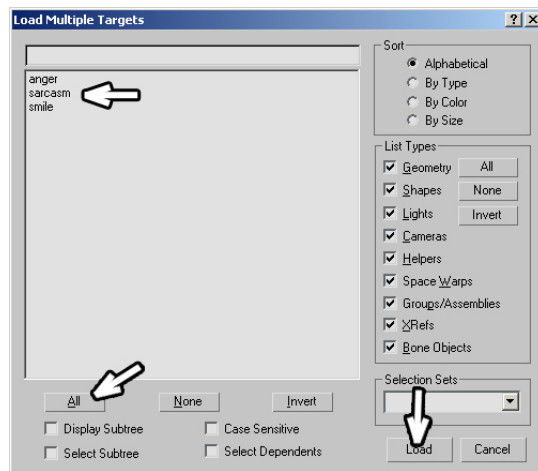 Load Multiple Targets
anger
sarcasm
smile
All
None
Invert
Display Subtree
Case Sensitive
Select Subtree
Select Dependents
Sort
Alphabetical
By Type
By Color
By Size
List Types
Geometry
All
Shapes
None
Lights
Invert
Cameras
Helpers
Space Warps
Groups/Assemblies
XRefs
Bone Objects
Selection Sets
Load
Cancel